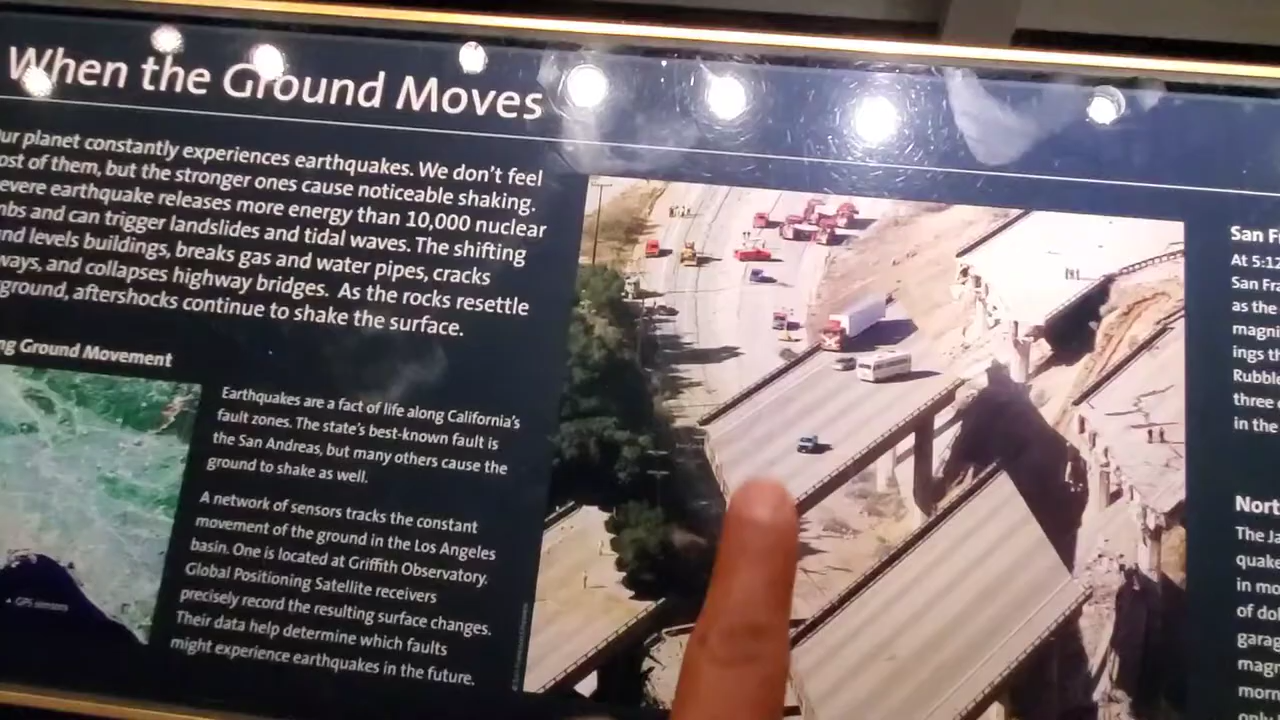 When the Ground Moves
ur planet constantly experiences earthquakes. We don't feel
ost of them, but the stronger ones cause noticeable shaking.
evere earthquake releases more energy than 10,000 nuclear
mbs and can trigger landslides and tidal waves. The shifting
nd levels buildings, breaks gas and water pipes, cracks
ways, and collapses highway bridges. As the rocks resettle
ground, aftershocks continue to shake the surface.
ng Ground Movement
Earthquakes are a fact of life along California's
fault zones. The state's best-known fault is
the San Andreas, but many others cause the
ground to shake as well.
A network of sensors tracks the constant
movement of the ground in the Los Angeles
basin. One is located at Griffith Observatory.
Global Positioning Satellite receivers
precisely record the resulting surface changes.
Their data help determine which faults
might experience earthquakes in the future.
GPS sensors
San F
At 5:12
San Fra
as the
magni
ings th
Rubble
three
in the
Nort
The Ja
quake
in mo
of dol
garag
magn
morn